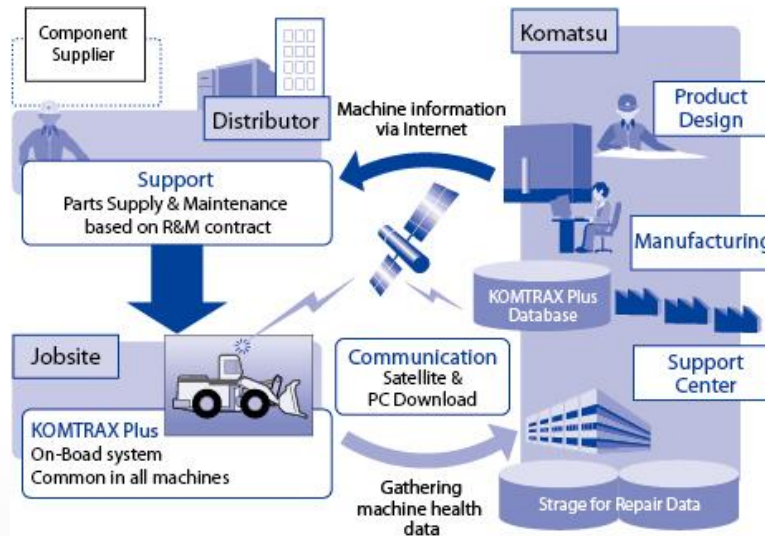 Component
Supplier
Distributor
Support
Parts Supply & Maintenance
based on R&M contract
Machine information
via Internet
Komatsu
Product
Design
Manufacturing
KOMTRAX Plus
Database
Support
Center
Jobsite
KOMTRAX Plus
On-Boad system
Common in all machines
Communication
Satellite &
PC Download
Gathering
machine health
data
Strage for Repair Data